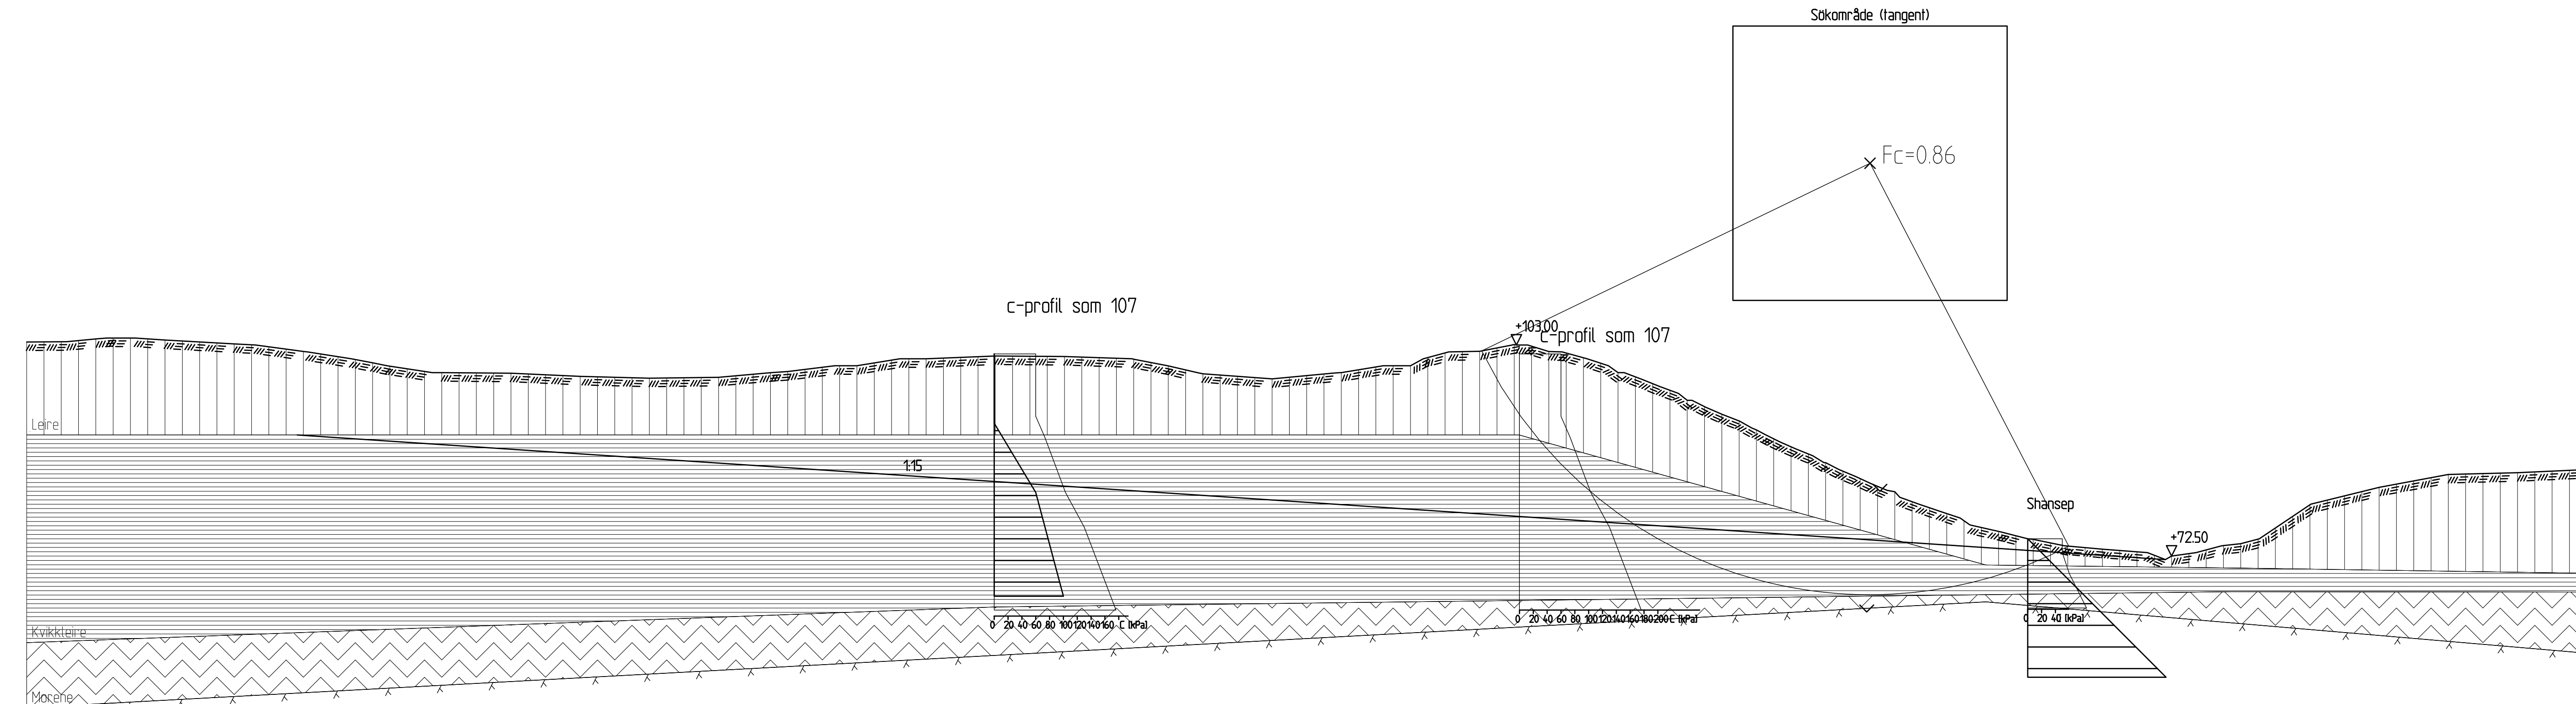 Sökområde (tangent)
Fc=0.86
c-profil som 107
+103.00
c-profil som 107
Leire
1:15
Shansep
+72.50
Kvikkleire
0 20 40 60 80 100 120 140 160 C [kPa]
0 20 40 60 80 100 120 140 160 180 200 C [kPa]
0 20 40 [kPa]
Morene